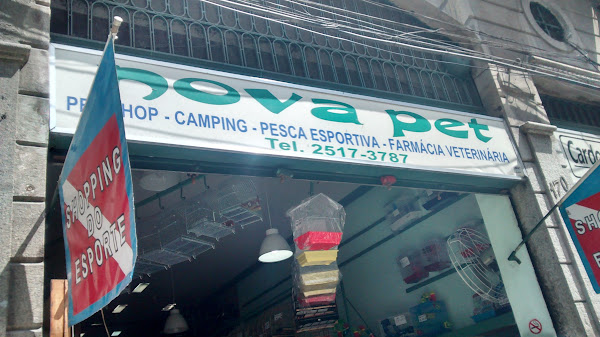 nova pet
PET SHOP - CAMPING - PESCA ESPORTIVA - FARMÁCIA VETERINÁRIA
Tel. 2517-3787
SHOPPING
DO
ESPORTE
170